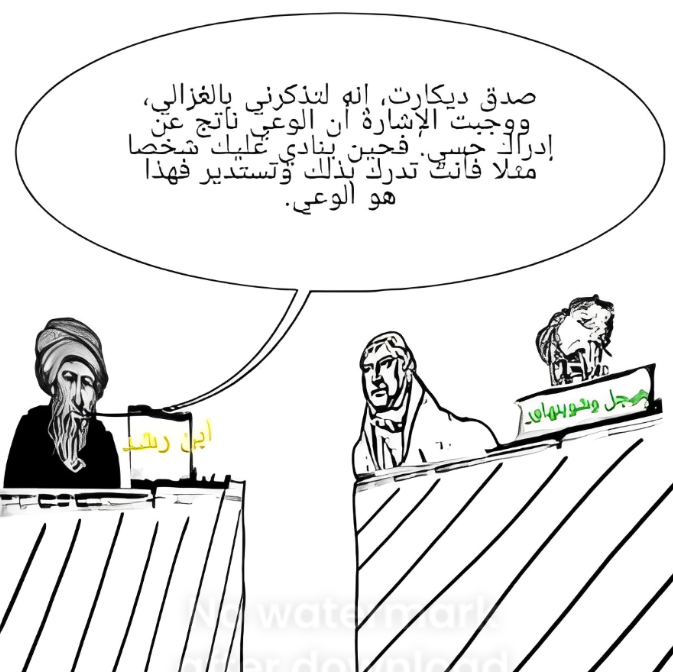 صدق ديكارت، إنه لتذكرني بالغزالي،
ووجبت الإشارة أن الوعي ناتج عن
إدراك حسي. فحين ينادي عليك شخصا
مثلا فانت تدرك بذلك وتستدير فهذا
هو الوعي.
ابن رشد
هيجل وشوبنهاور
No watermark
after download